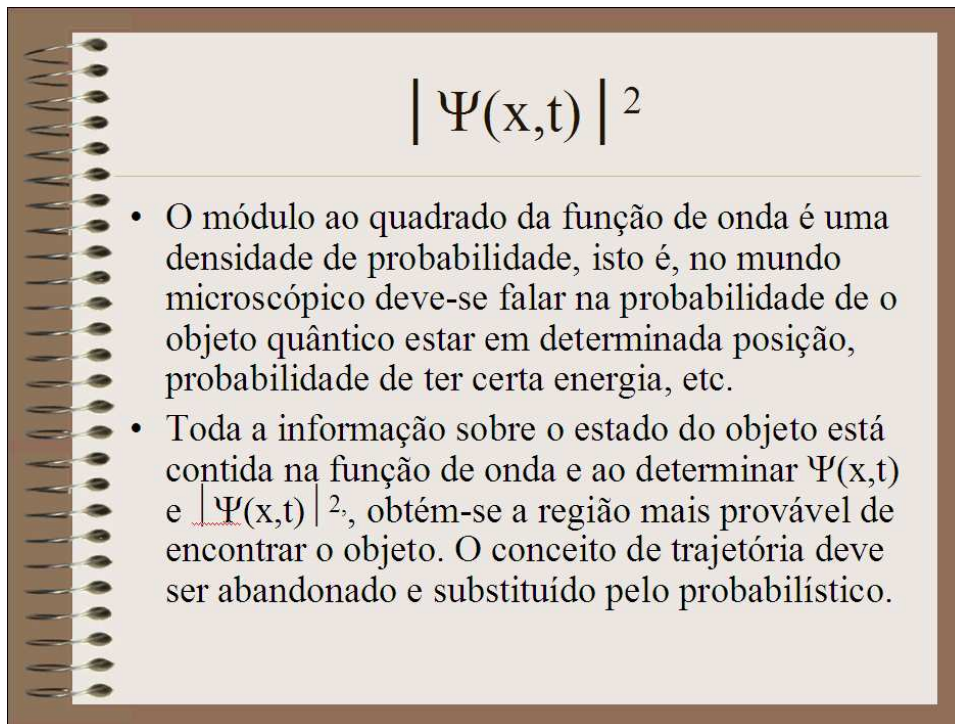 |Ψ(x,t)|²
• O módulo ao quadrado da função de onda é uma
densidade de probabilidade, isto é, no mundo
microscópico deve-se falar na probabilidade de o
objeto quântico estar em determinada posição,
probabilidade de ter certa energia, etc.
• Toda a informação sobre o estado do objeto está
contida na função de onda e ao determinar Ψ(x,t)
e |Ψ(x,t)|²,, obtém-se a região mais provável de
encontrar o objeto. O conceito de trajetória deve
ser abandonado e substituído pelo probabilístico.